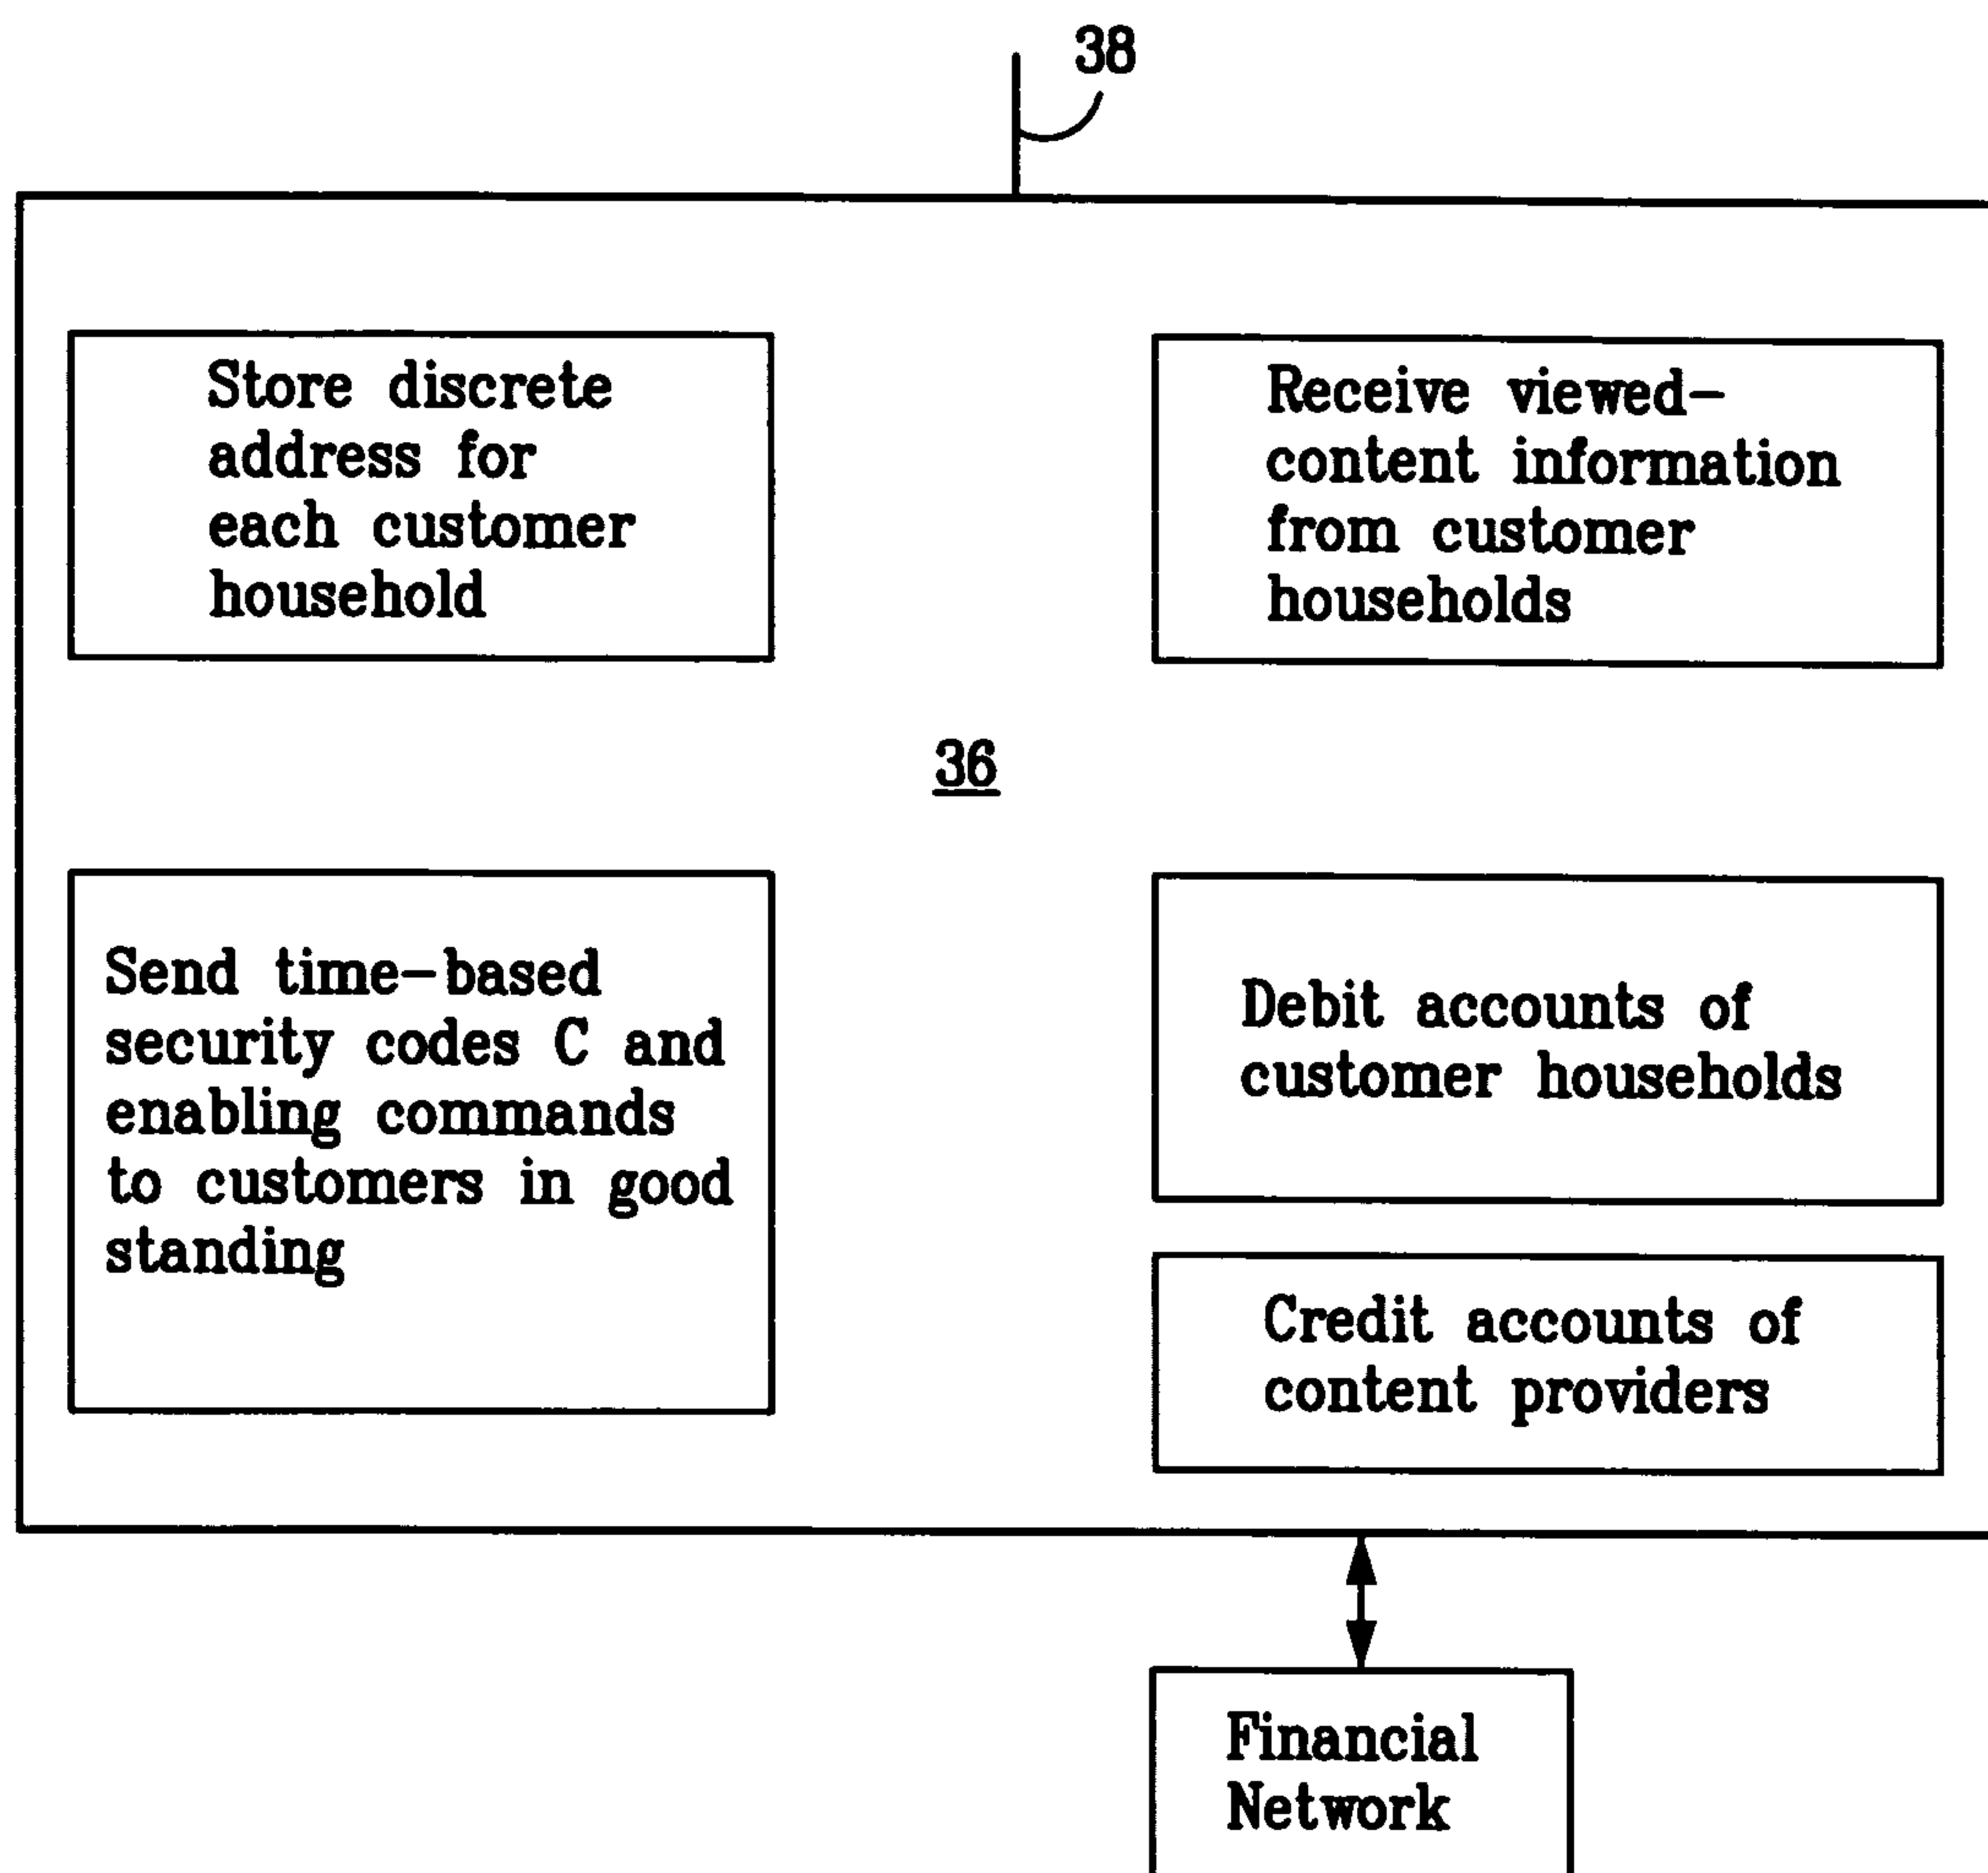 38
Store discrete
address for
each customer
household
Receive viewed-
content information
from customer
households
36
Send time-based
security codes C and
enabling commands
to customers in good
standing
Debit accounts of
customer households
Credit accounts of
content providers
Financial
Network